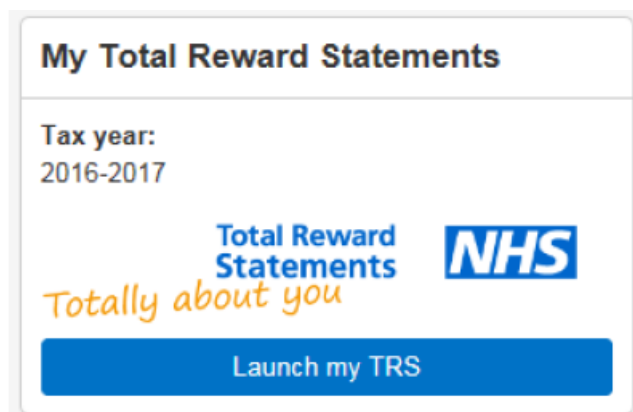 My Total Reward Statements
Tax year:
2016-2017
Total Reward
Statements
NHS
Totally about you
Launch my TRS